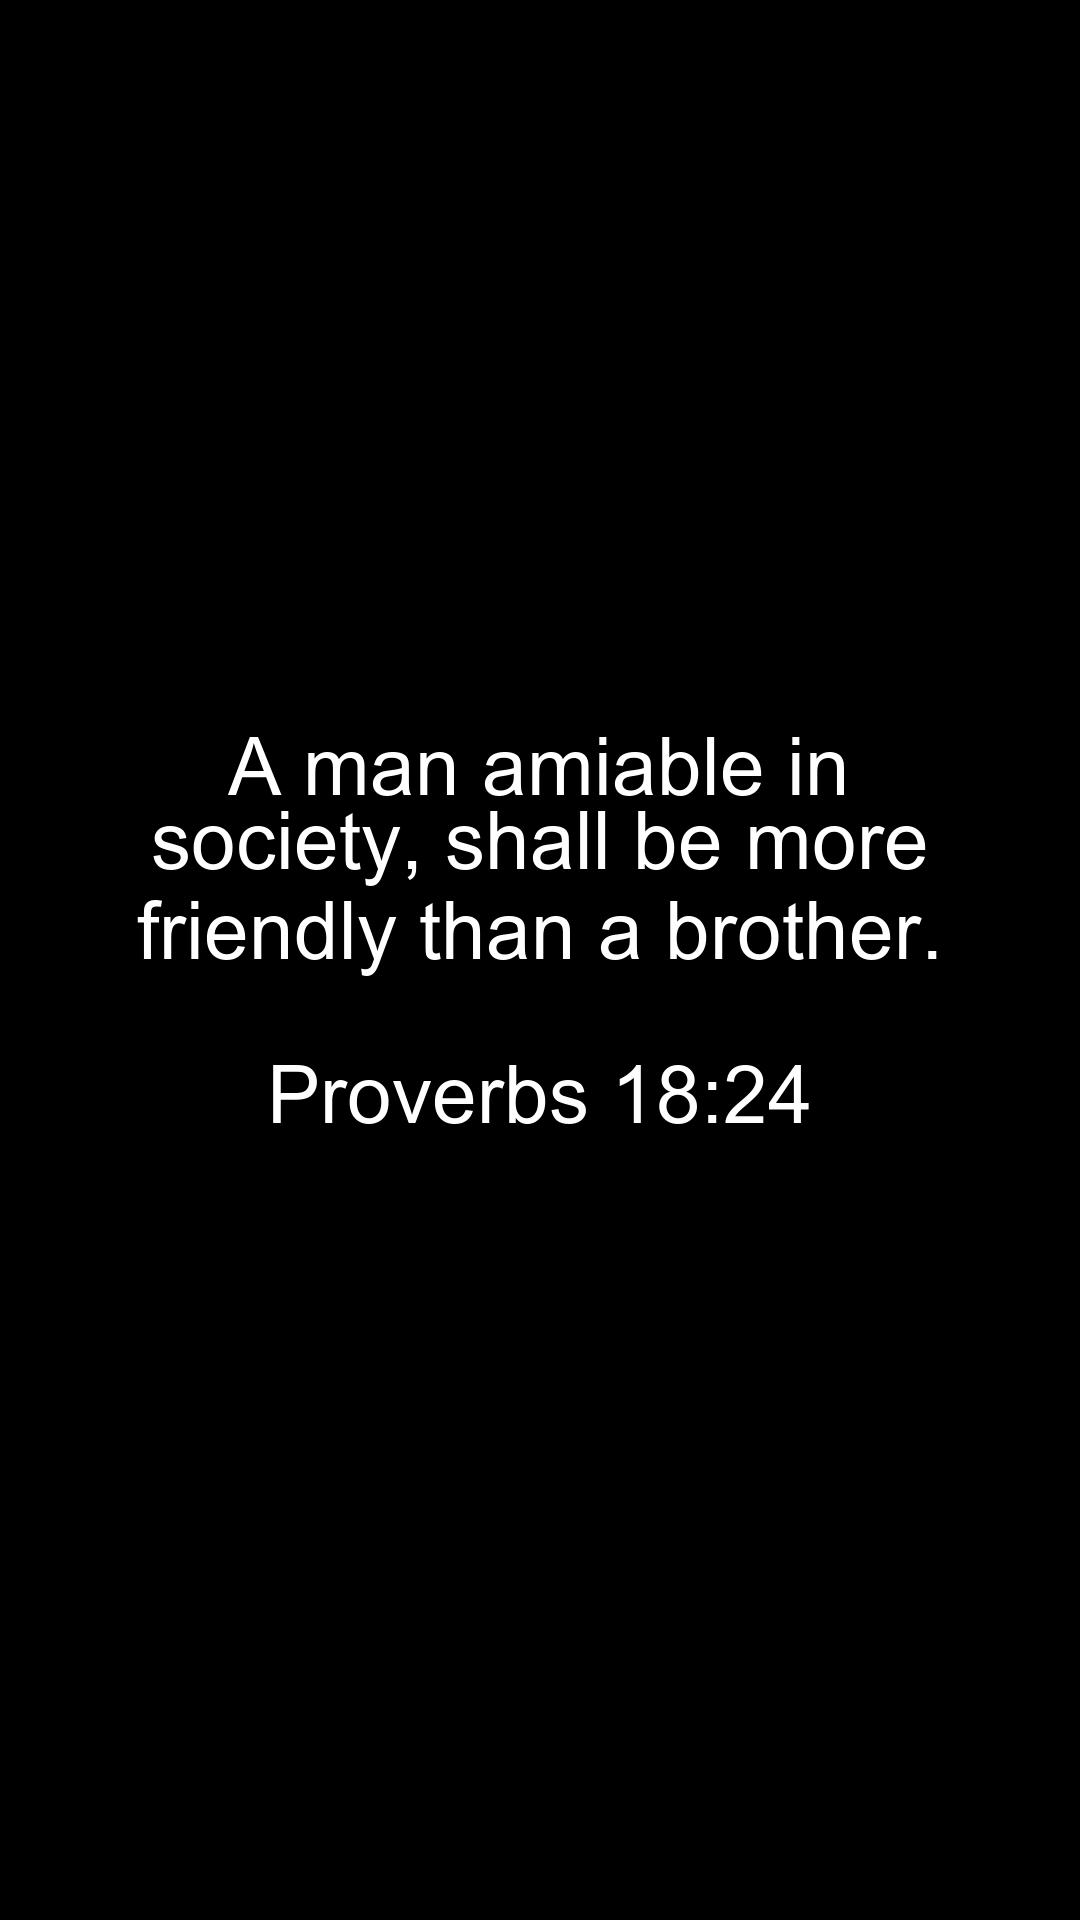 A man amiable in
society, shall be more
friendly than a brother.
Proverbs 18:24